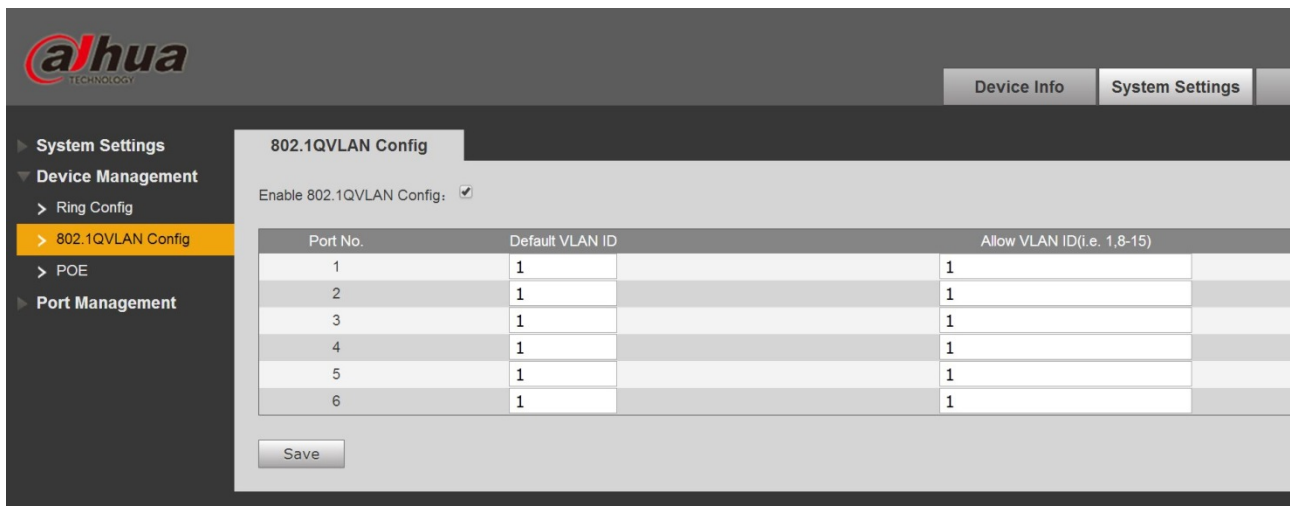 alhua
TECHNOLOGY
Device Info System Settings
System Settings
Device Management
Ring Config
802.1QVLAN Config
POE
Port Management
802.1QVLAN Config
Enable 802.1QVLAN Config:
Port No. Default VLAN ID Allow VLAN ID(i.e. 1,8-15)
1 1 1
2 1 1
3 1 1
4 1 1
5 1 1
6 1 1
Save